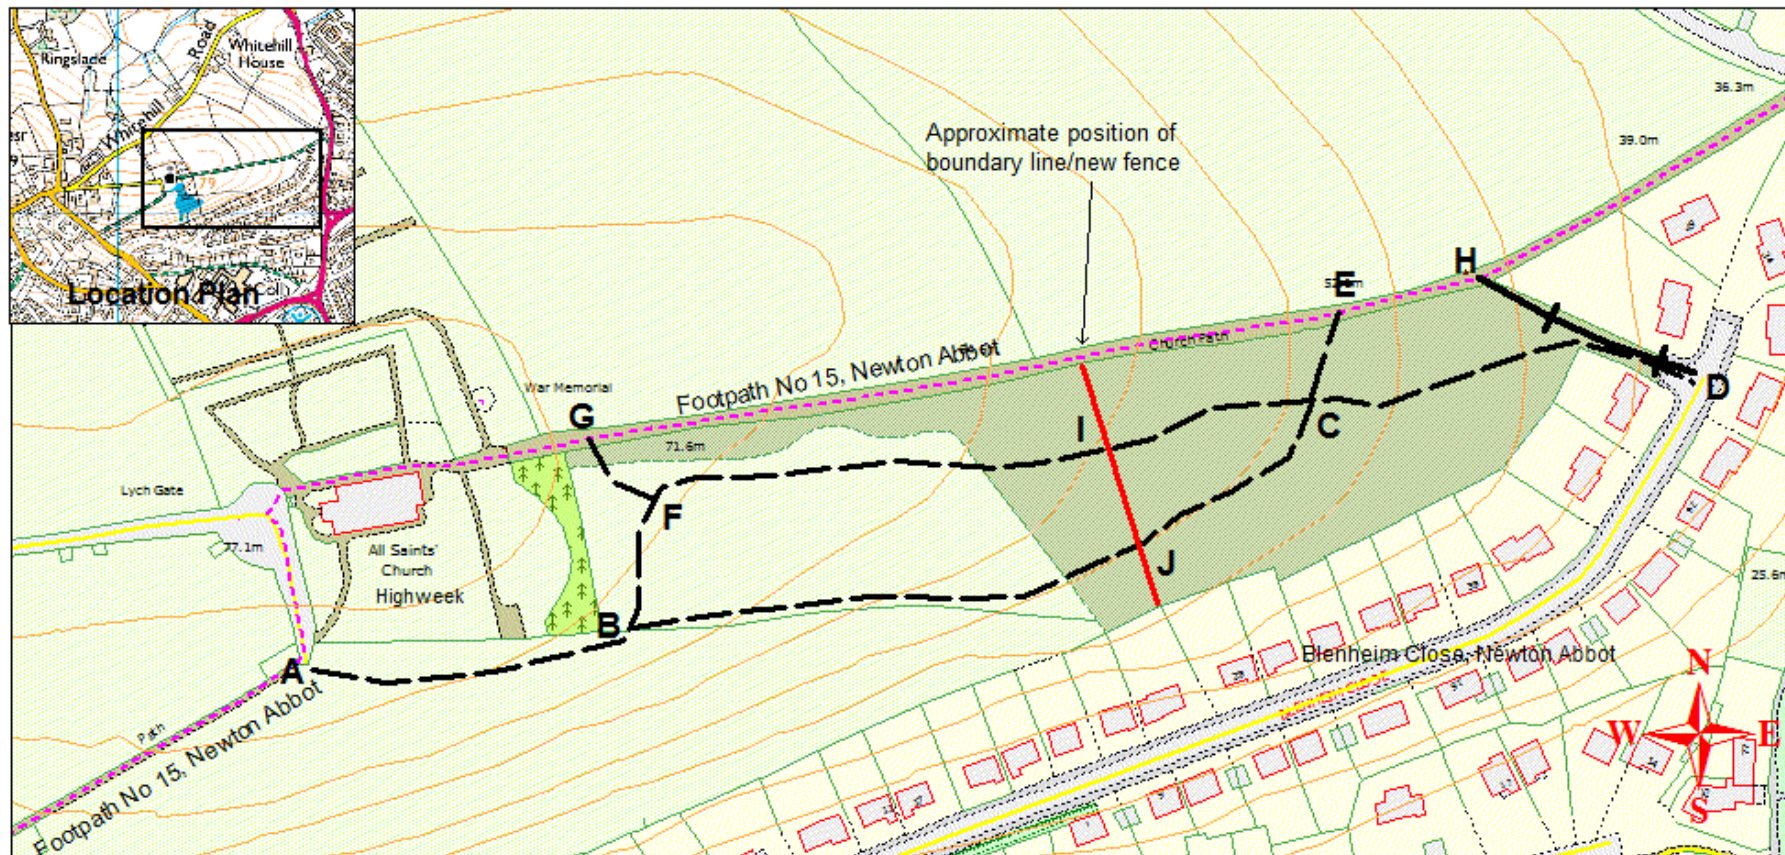 Ringslade
Whitehill
Road
Whitehill
House
79
Coll
Location Plan
Approximate position of
boundary line/new fence
36.3m
39.0m
H
E
Church Path
War Memorial
G
Footpath No 15, Newton Abbot
71.6m
I
C
D
Lych Gate
F
77.1m
All Saints'
Church
Highweek
J
25.6m
B
A
Blenheim Close, Newton Abbot
Path
Footpath No 15, Newton Abbot
N
W
E
S